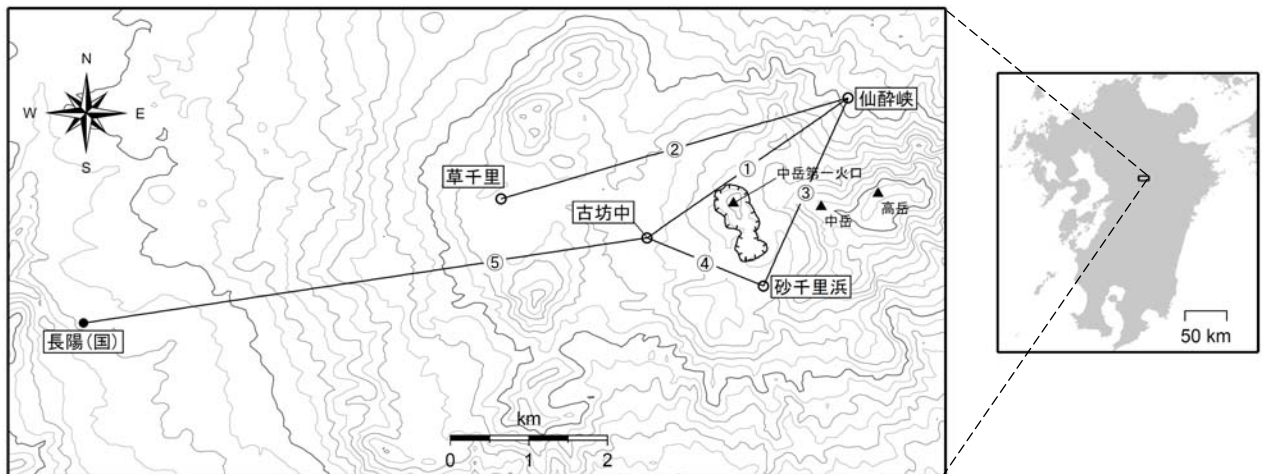 N
W
E
S
仙酔峡
②
草千里
①
中岳第一火口
③
高岳
中岳
古坊中
⑤
④
砂千里浜
長陽(国)
km
0
1
2
50 km